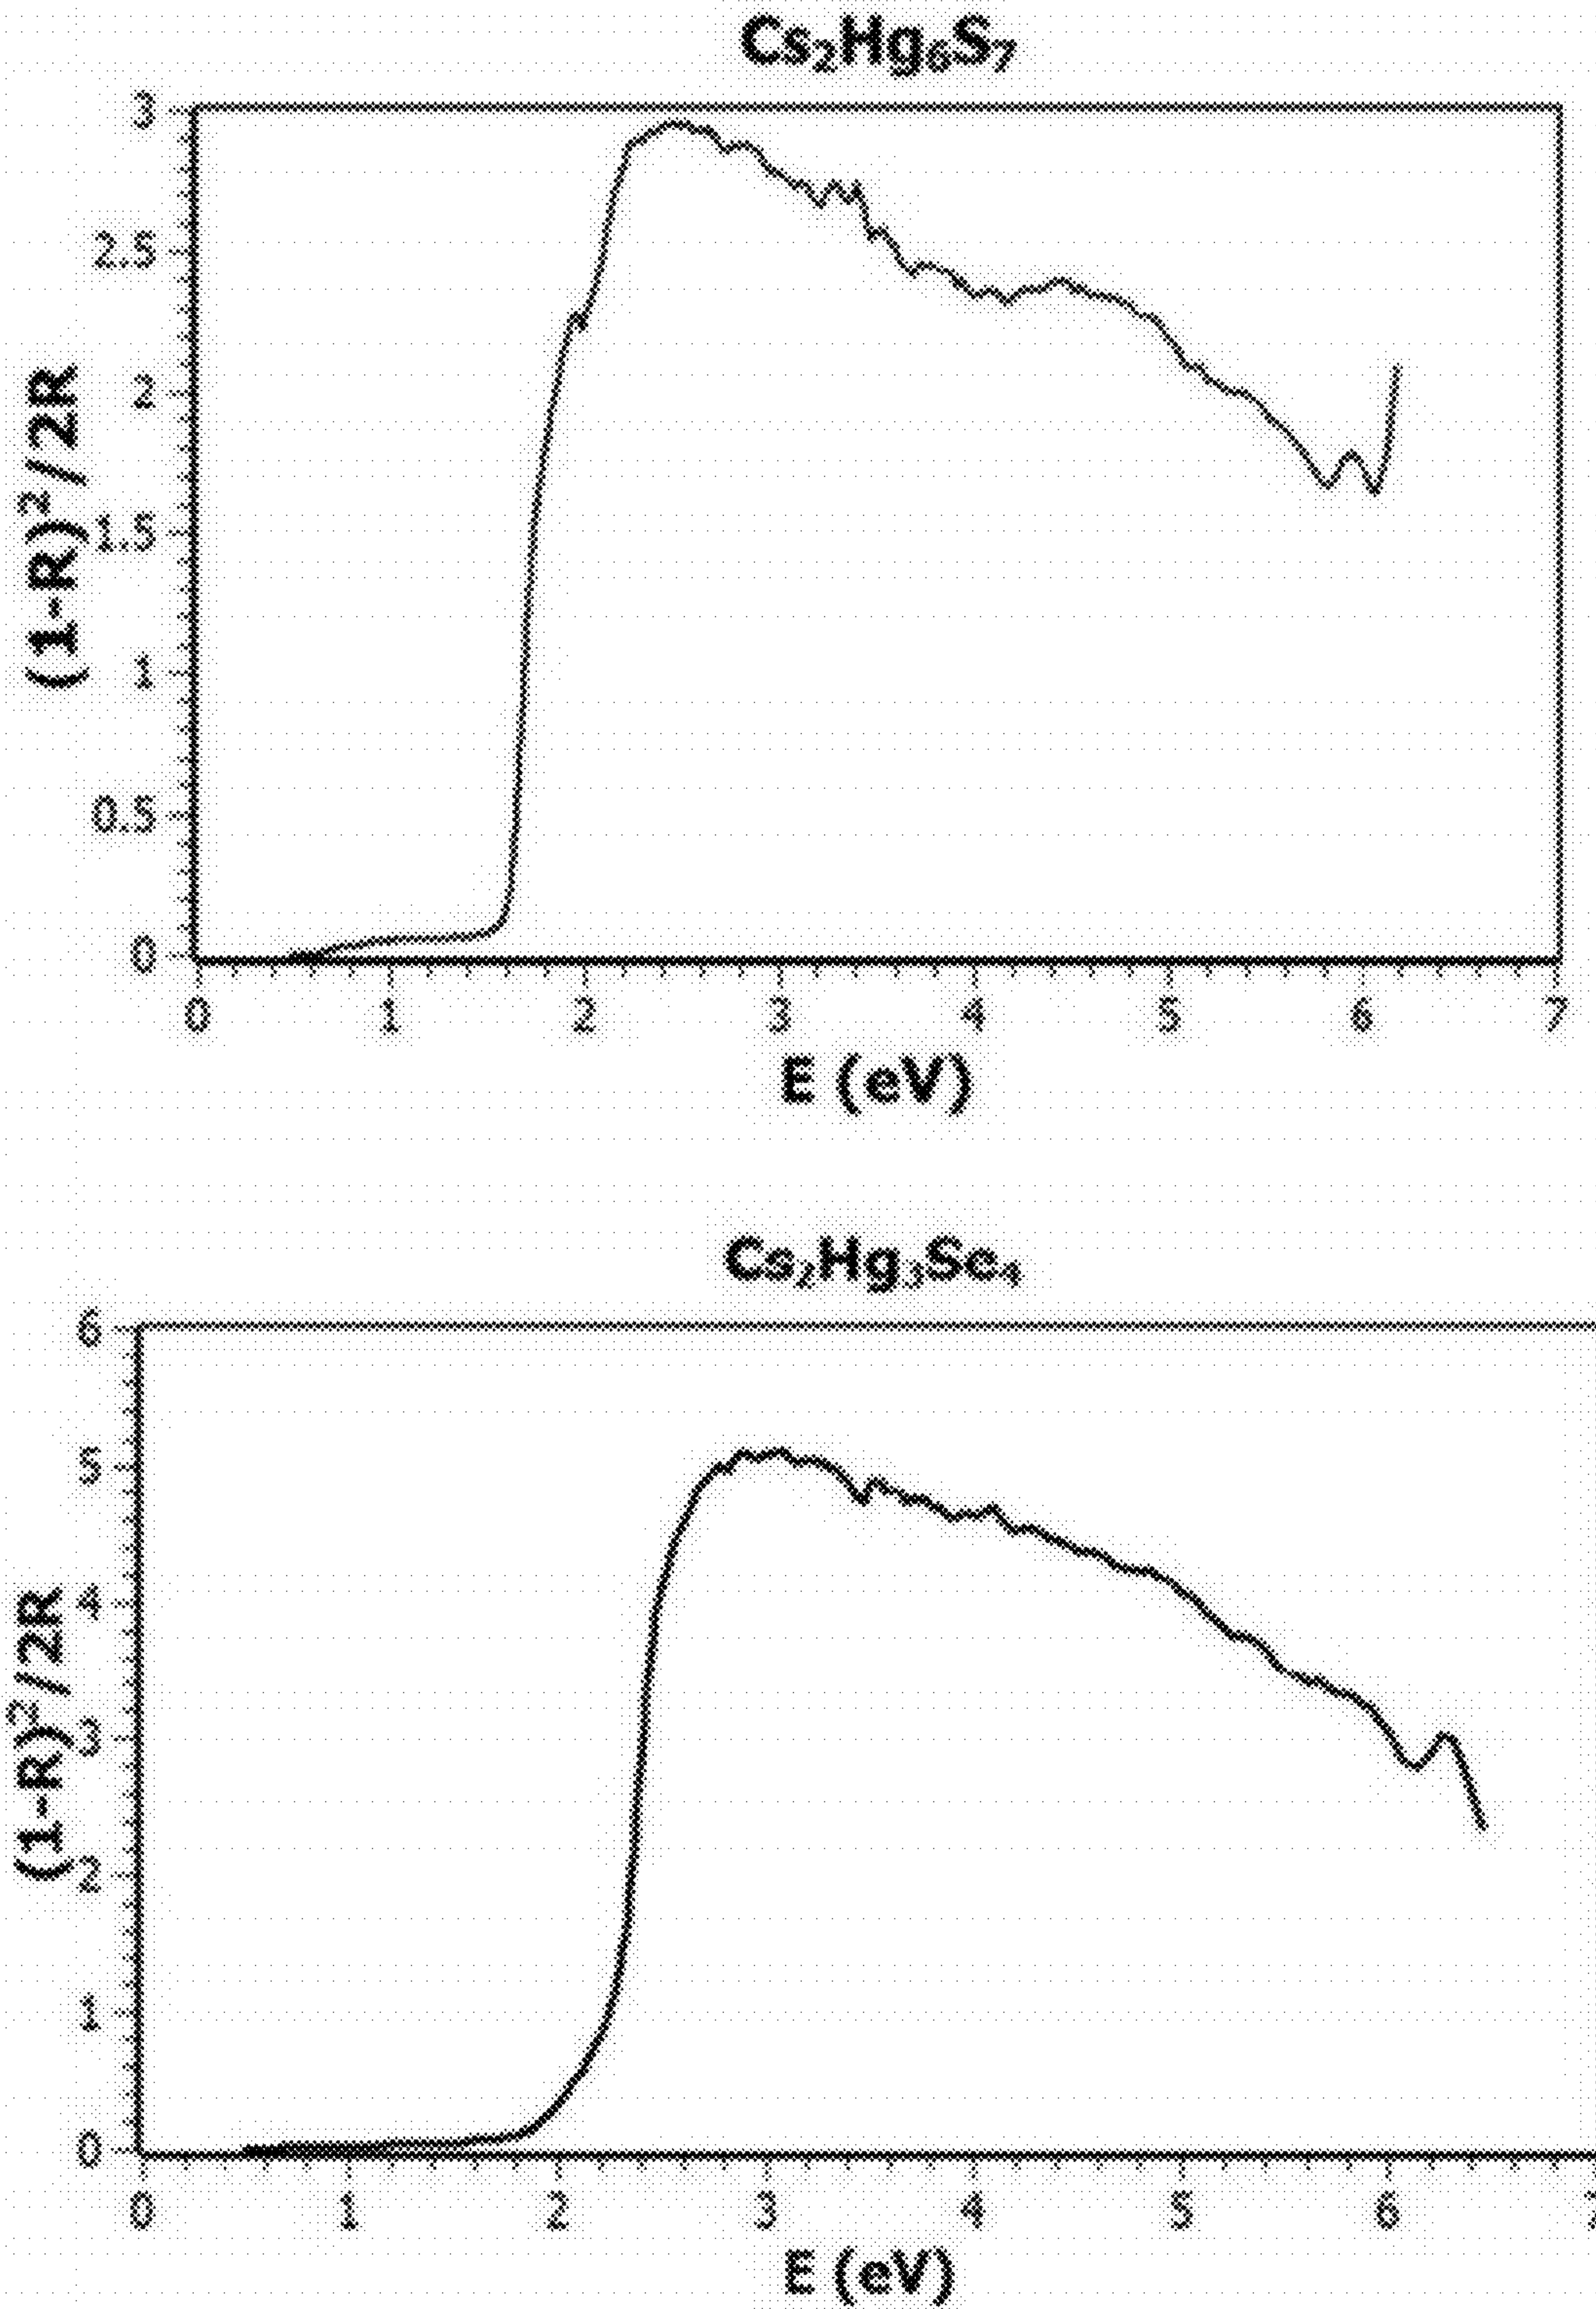 Cs₂Hg₆S₇
(1-R)²/2R
3
2.5
2
1.5
1
0.5
0
0 1 2 3 4 5 6 7
E (eV)
Cs₂Hg₃Se₄
(1-R)²/2R
6
5
4
3
2
1
0
0 1 2 3 4 5 6
E (eV)